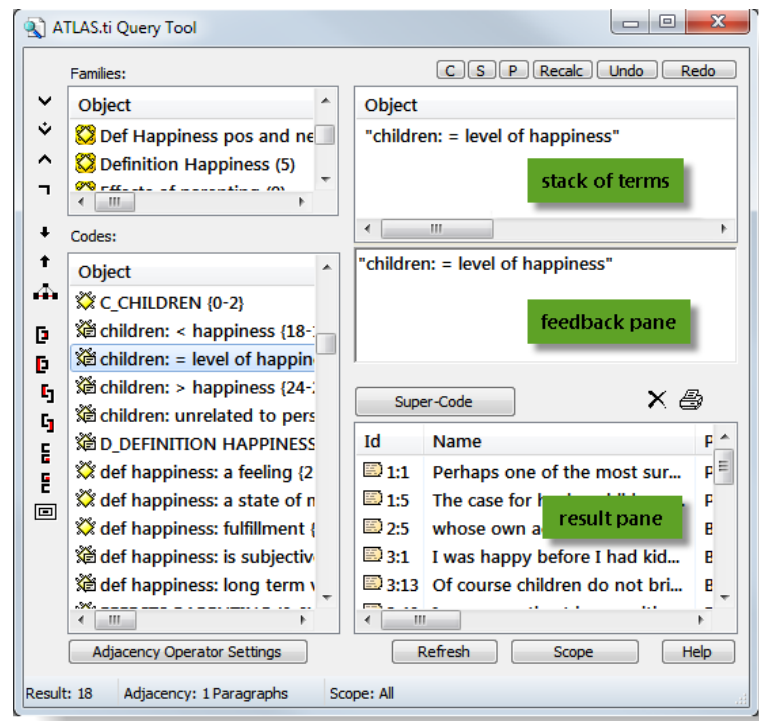 ATLAS.ti Query Tool
Families:
C S P Recalc Undo Redo
Object
Def Happiness pos and ne
Definition Happiness (5)
Effects of parenting
Object
"children: = level of happiness"
stack of terms
Codes:
Object
C_CHILDREN {0-2}
children: < happiness {18-
children: = level of happin
children: > happiness {24-
children: unrelated to pers
D_DEFINITION HAPPINESS
def happiness: a feeling {2
def happiness: a state of m
def happiness: fulfillment {
def happiness: is subjectiv
def happiness: long term v
"children: = level of happiness"
feedback pane
Super-Code
Id Name P
1:1 Perhaps one of the most sur... P
1:5 The case for P
2:5 whose own B
3:1 I was happy before I had kid... B
3:13 Of course children do not bri... B
result pane
Adjacency Operator Settings
Refresh Scope Help
Result: 18 Adjacency: 1 Paragraphs Scope: All